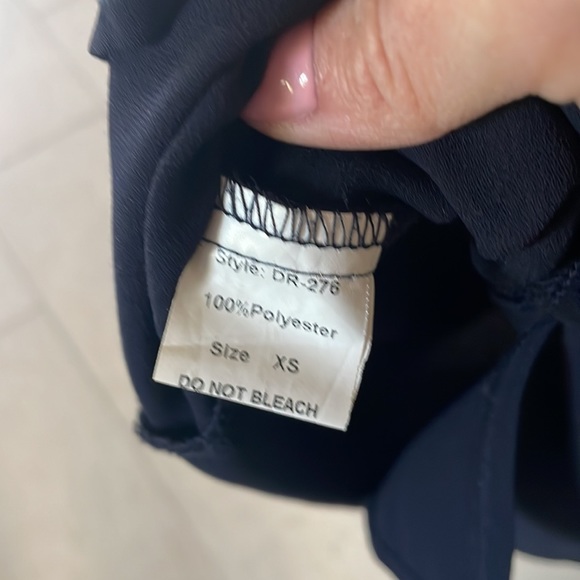 Style: DR-276
100%Polyester
Size XS
DO NOT BLEACH